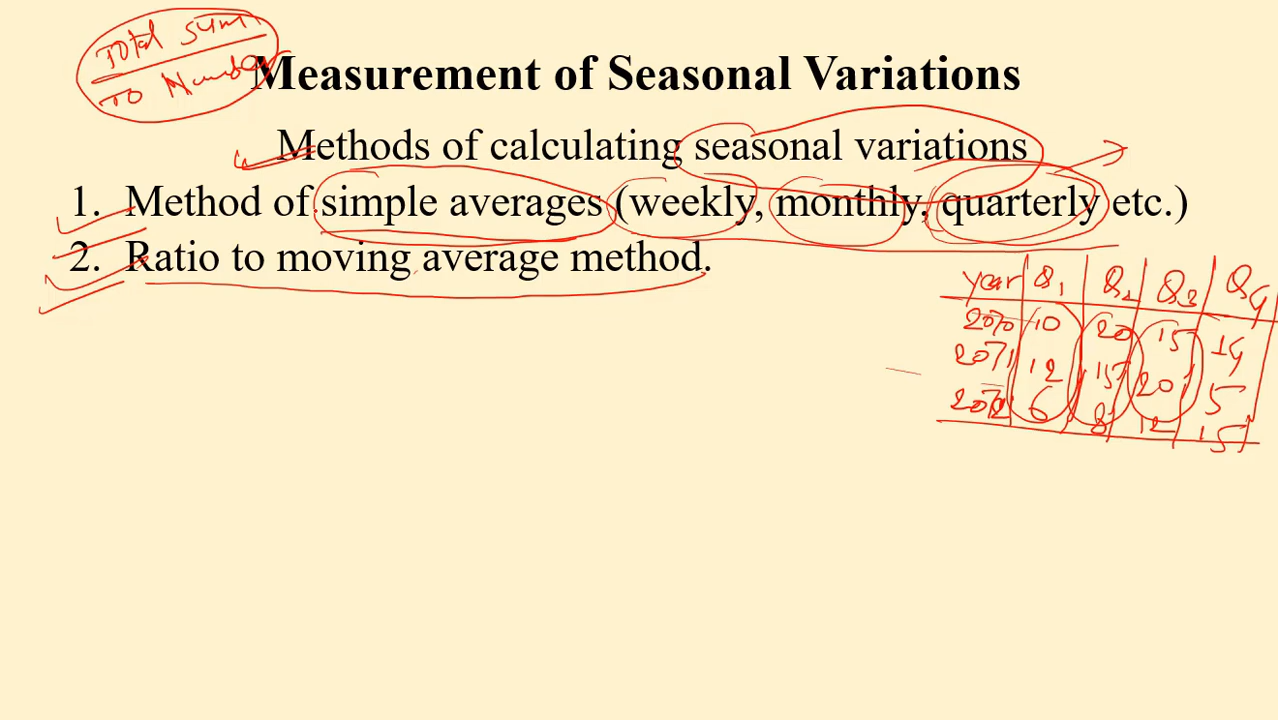 Total Sum
To Number
Measurement of Seasonal Variations
Methods of calculating seasonal variations
1. Method of simple averages (weekly, monthly, quarterly etc.)
2. Ratio to moving average method.
year Q1 Q2 Q3 Q4
2070 10 20 15 14
2071 12 15 20 5
2072 6 8 12 15